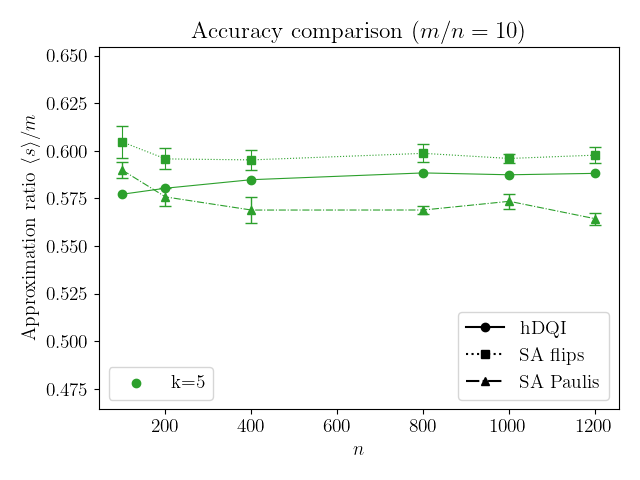 Accuracy comparison (m/n = 10)
Approximation ratio ⟨s⟩/m
0.650
0.625
0.600
0.575
0.550
0.525
0.500
0.475
k=5
hDQI
SA flips
SA Paulis
200 400 600 800 1000 1200
n